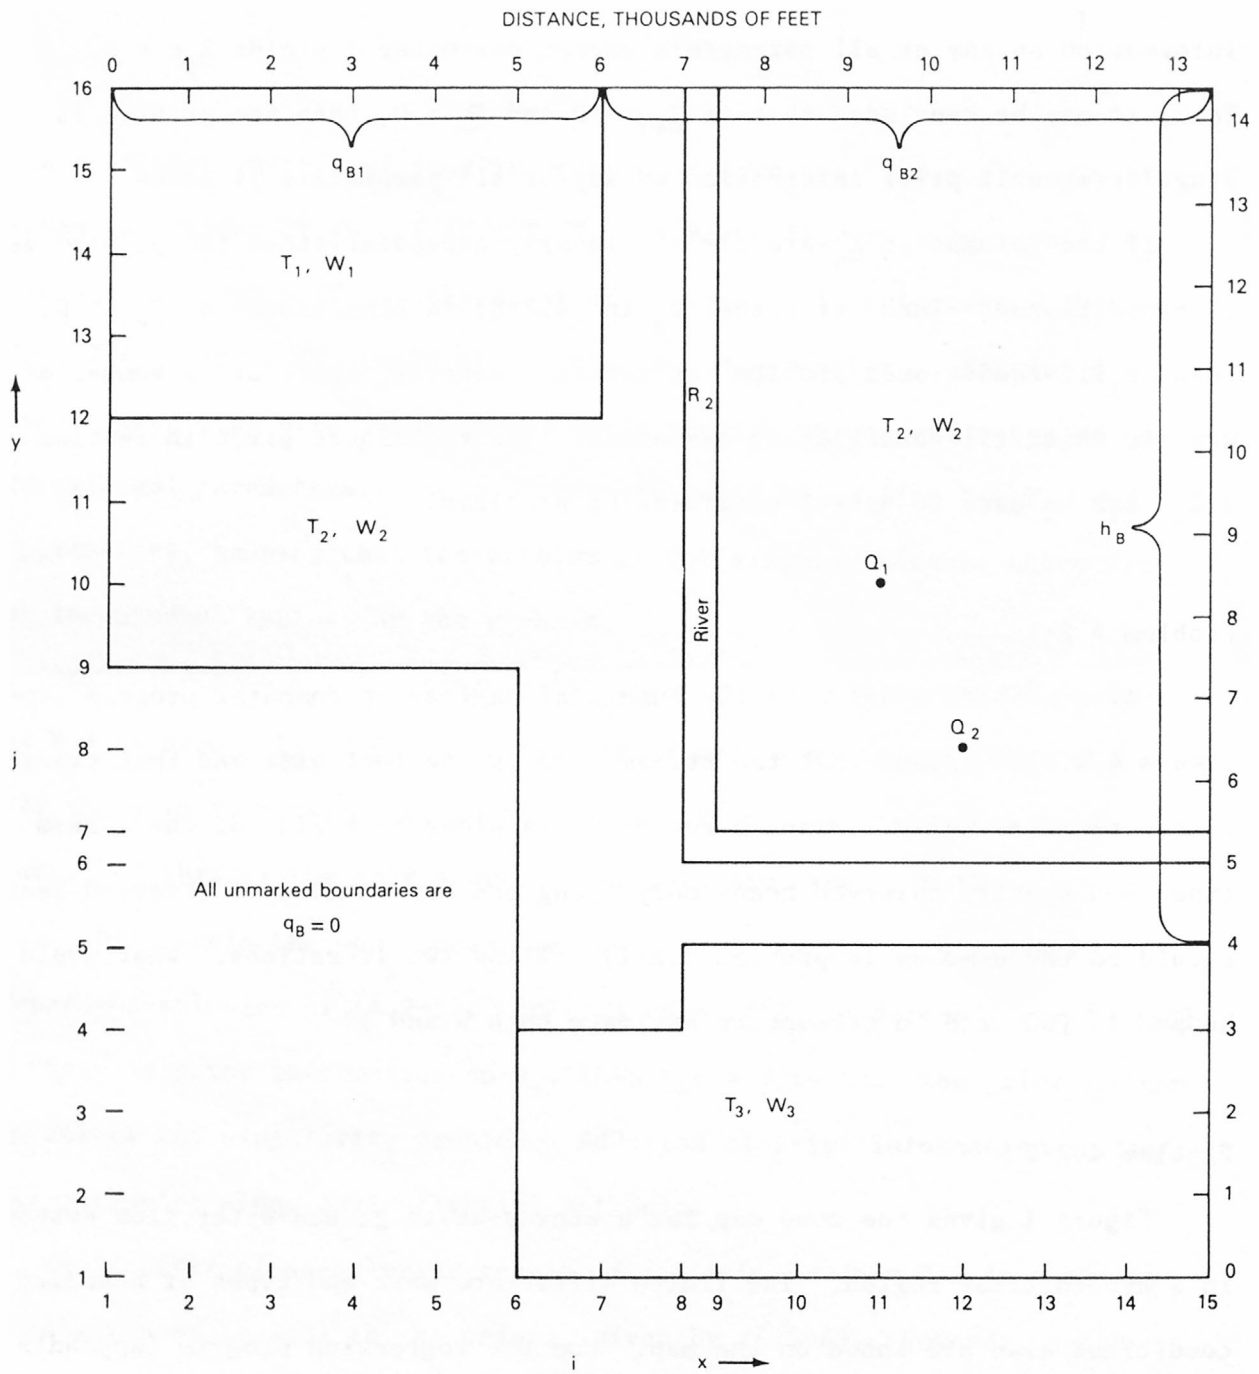 DISTANCE, THOUSANDS OF FEET
0 1 2 3 4 5 6 7 8 9 10 11 12 13
16
14
q B1
q B2
15
13
T1, W1
14
12
13
11
R2
y
12
T2, W2
10
11
T2, W2
h B
9
Q1
10
8
River
9
7
Q2
j
8
6
7
6
5
All unmarked boundaries are
qB = 0
5
4
4
3
T3, W3
3
2
2
1
1
0
1 2 3 4 5 6 7 8 9 10 11 12 13 14 15
i
x